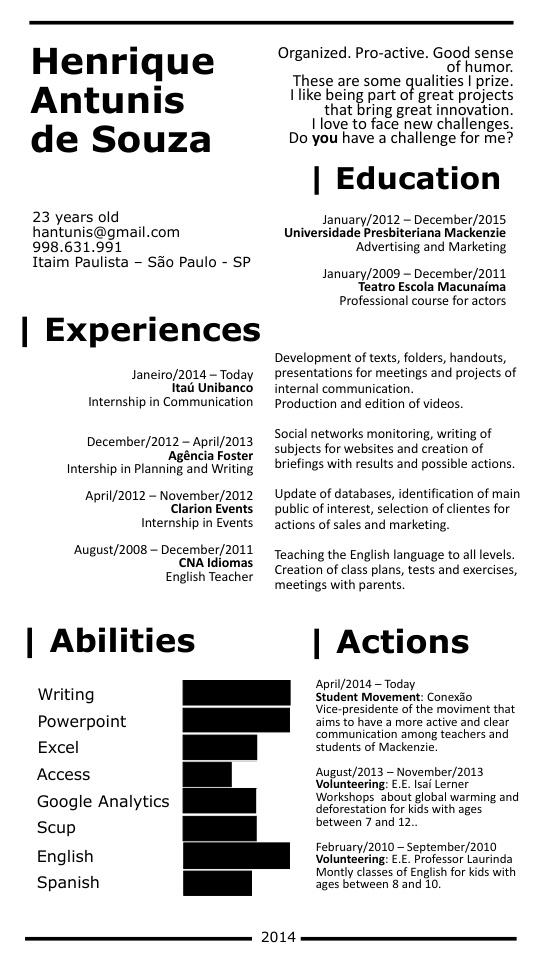 Henrique
Antunis
de Souza
Organized. Pro-active. Good sense
of humor.
These are some qualities I prize.
I like being part of great projects
that bring great innovation.
I love to face new challenges.
Do you have a challenge for me?
23 years old
hantunis@gmail.com
998.631.991
Itaim Paulista – São Paulo - SP
| Education
January/2012 – December/2015
Universidade Presbiteriana Mackenzie
Advertising and Marketing
January/2009 – December/2011
Teatro Escola Macunaíma
Professional course for actors
| Experiences
Janeiro/2014 – Today
Itaú Unibanco
Internship in Communication
Development of texts, folders, handouts,
presentations for meetings and projects of
internal communication.
Production and edition of videos.
December/2012 – April/2013
Agência Foster
Intership in Planning and Writing
Social networks monitoring, writing of
subjects for websites and creation of
briefings with results and possible actions.
April/2012 – November/2012
Clarion Events
Internship in Events
Update of databases, identification of main
public of interest, selection of clientes for
actions of sales and marketing.
August/2008 – December/2011
CNA Idiomas
English Teacher
Teaching the English language to all levels.
Creation of class plans, tests and exercises,
meetings with parents.
| Abilities
Writing
Powerpoint
Excel
Access
Google Analytics
Scup
English
Spanish
| Actions
April/2014 – Today
Student Movement: Conexão
Vice-presidente of the moviment that
aims to have a more active and clear
communication among teachers and
students of Mackenzie.
August/2013 – November/2013
Volunteering: E.E. Isaí Lerner
Workshops about global warming and
deforestation for kids with ages
between 7 and 12..
February/2010 – September/2010
Volunteering: E.E. Professor Laurinda
Montly classes of English for kids with
ages between 8 and 10.
2014